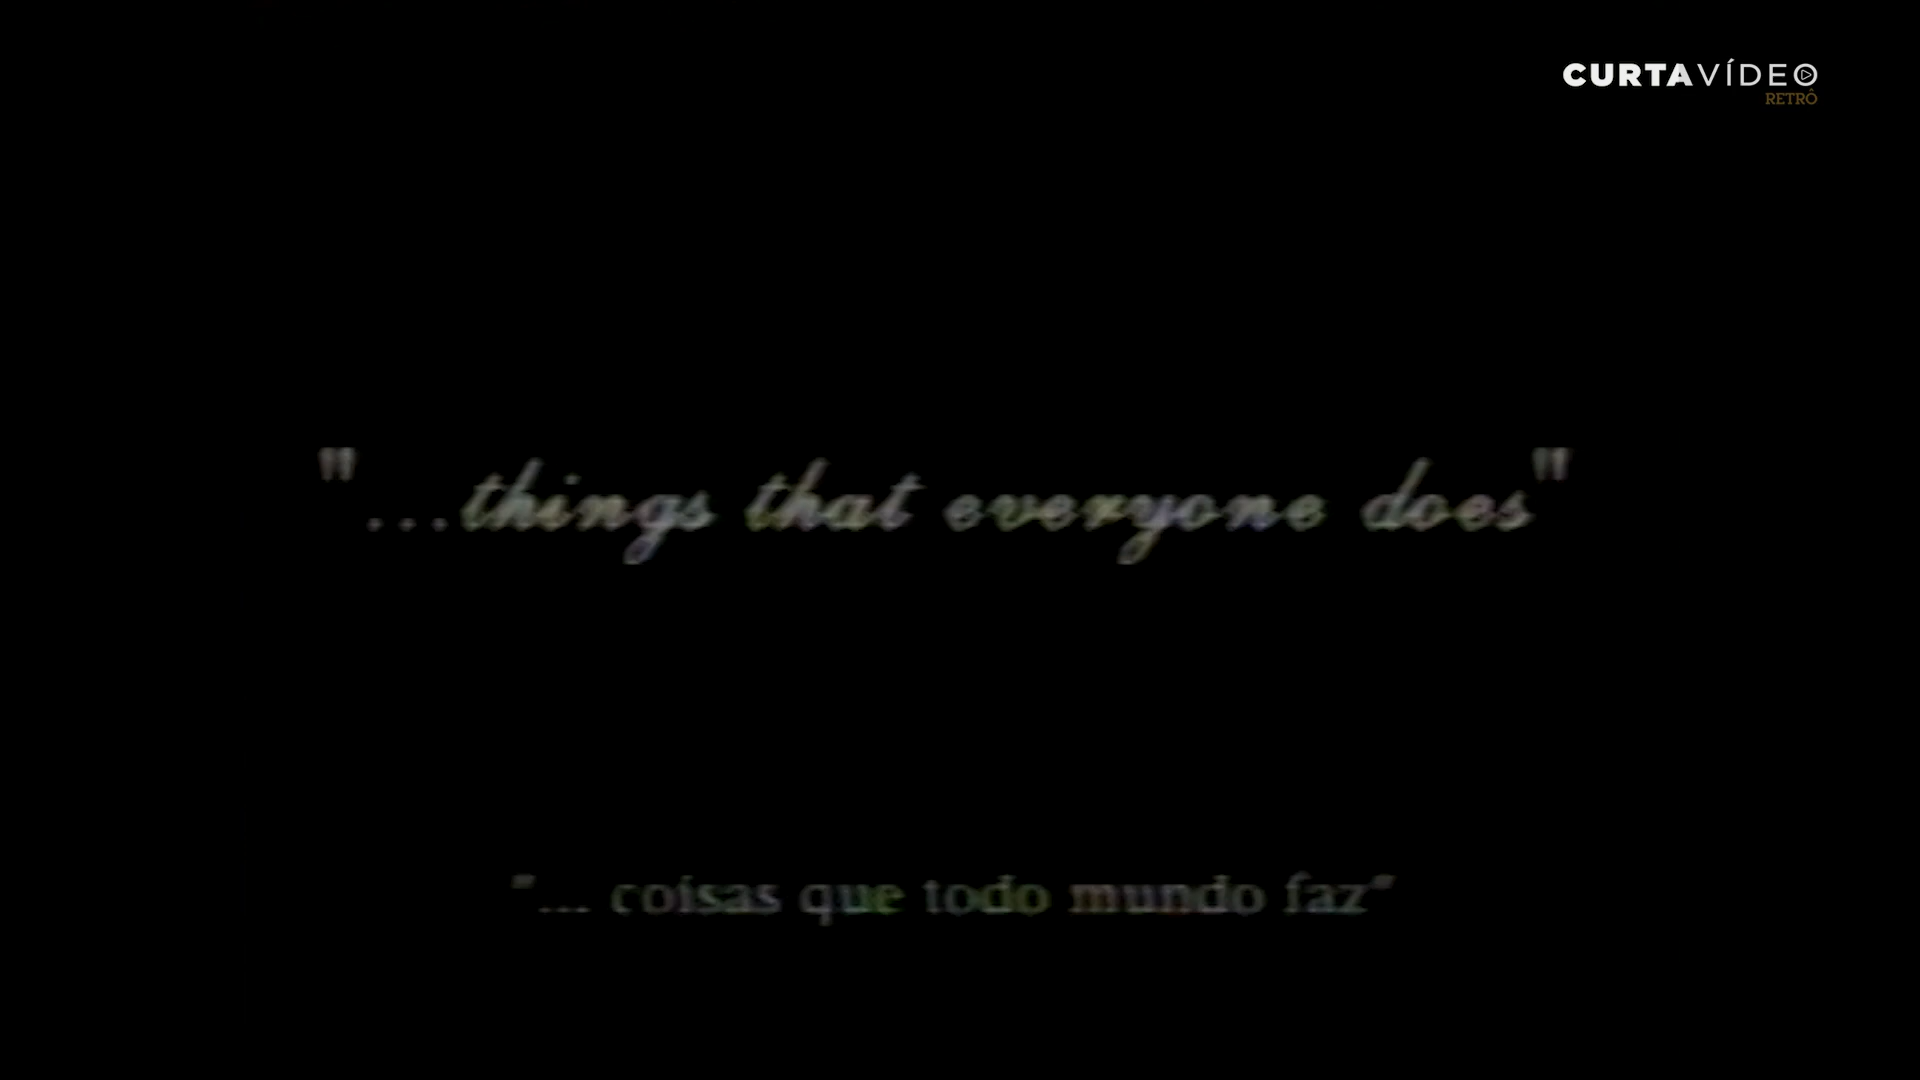 CURTAVÍDEO
RETRÔ
"...things that everyone does"
"... coisas que todo mundo faz"